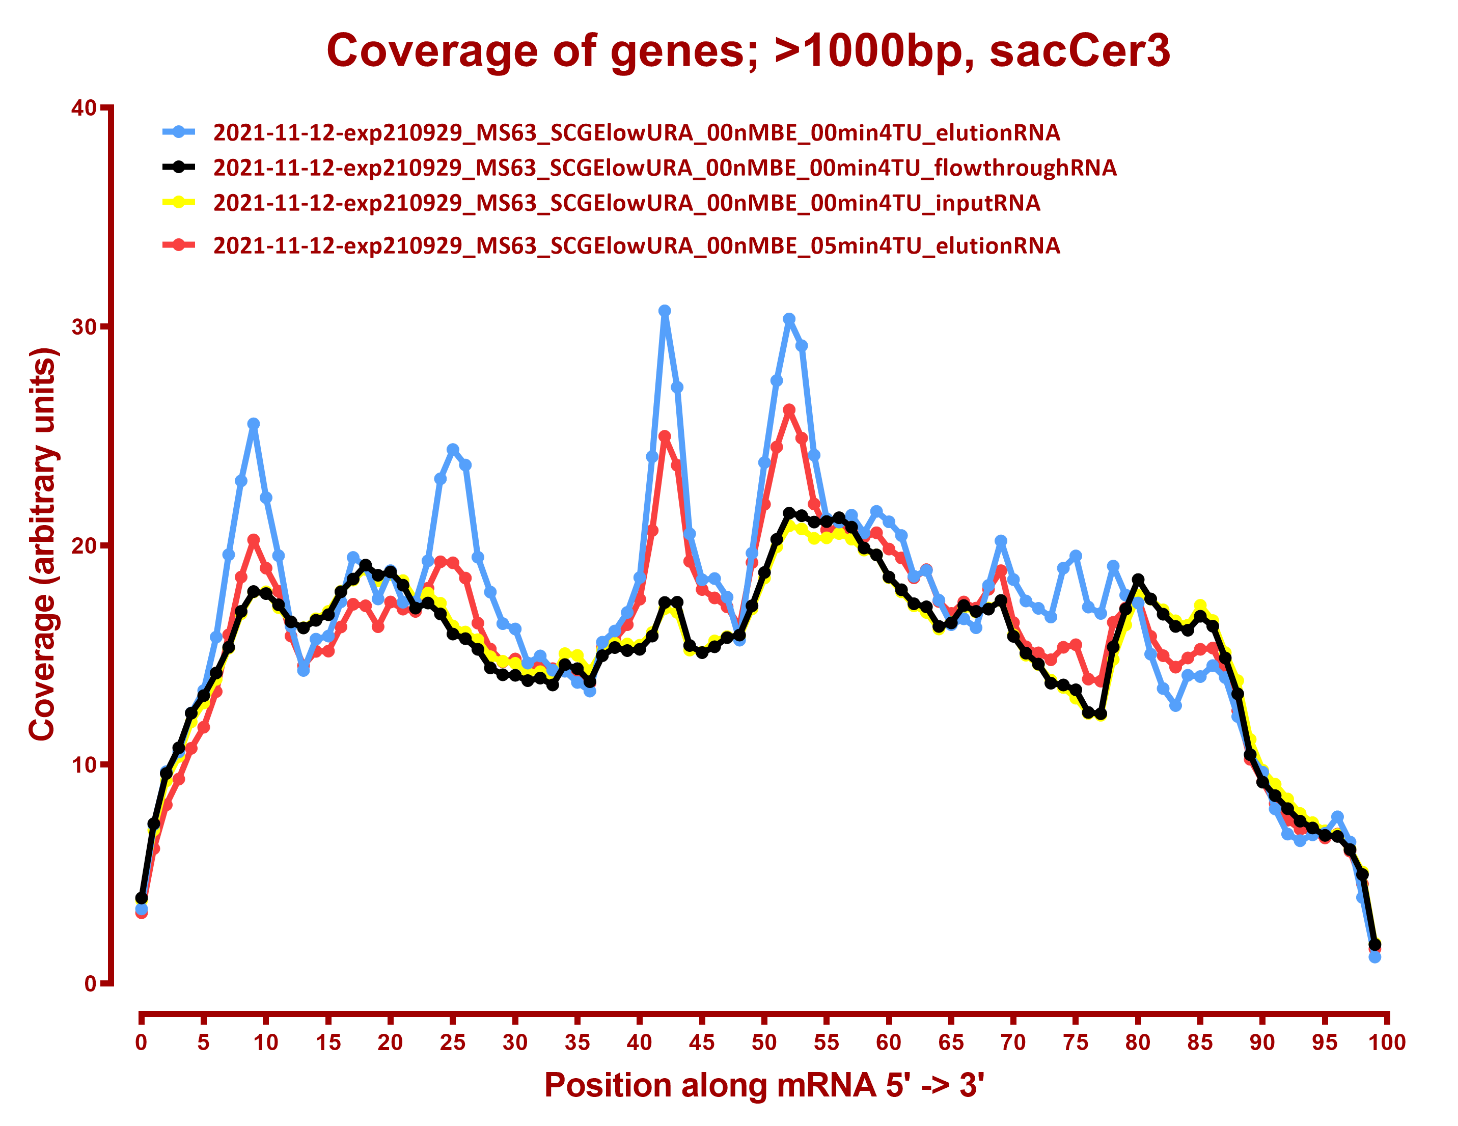 Coverage of genes; >1000bp, sacCer3
40
2021-11-12-exp210929_MS63_SCGElowURA_00nMBE_00min4TU_elutionRNA
2021-11-12-exp210929_MS63_SCGElowURA_00nMBE_00min4TU_flowthroughRNA
2021-11-12-exp210929_MS63_SCGElowURA_00nMBE_00min4TU_inputRNA
2021-11-12-exp210929_MS63_SCGElowURA_00nMBE_05min4TU_elutionRNA
30
20
10
0
Coverage (arbitrary units)
0 5 10 15 20 25 30 35 40 45 50 55 60 65 70 75 80 85 90 95 100
Position along mRNA 5' -> 3'